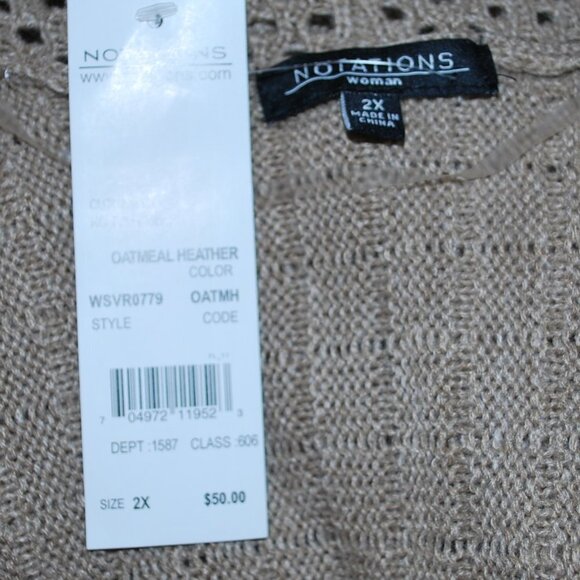 NOTATIONS
NOTATIONS
woman
2X
MADE IN
CHINA
OATMEAL HEATHER
COLOR
WSVR0779 OATMH
STYLE CODE
7 04972 11952 3
DEPT :1587 CLASS :606
SIZE 2X $50.00